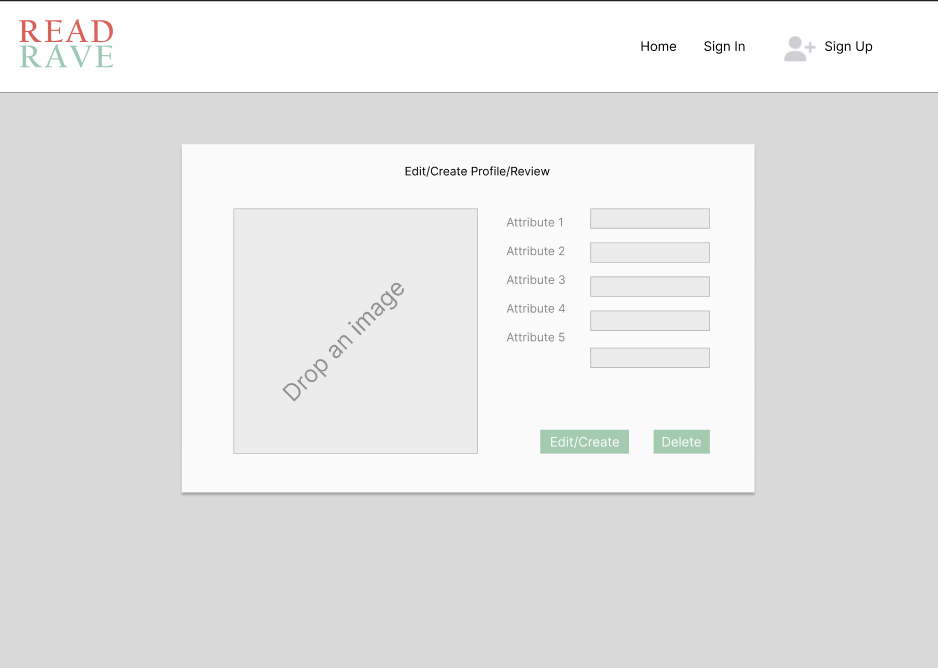 READ
RAVE
Home
Sign In
Sign Up
Edit/Create Profile/Review
Drop an image
Attribute 1
Attribute 2
Attribute 3
Attribute 4
Attribute 5
Edit/Create
Delete